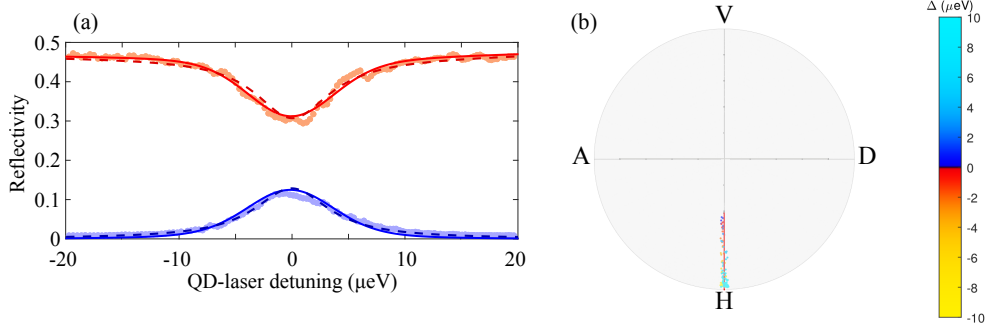 (a)
0.5
0.4
0.3
0.2
0.1
0
Reflectivity
-20
-10
0
10
20
QD-laser detuning (µeV)
(b)
V
A
D
H
Δ (µeV)
10
8
6
4
2
0
-2
-4
-6
-8
-10